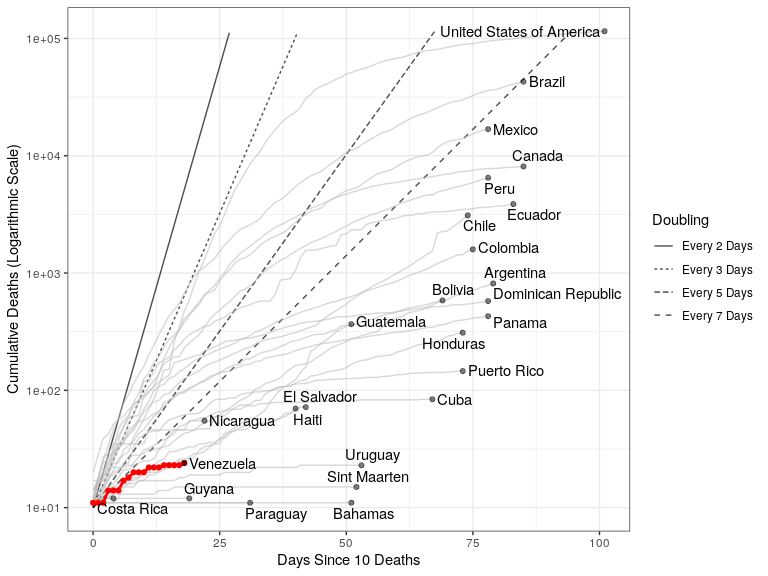 1e+05
1e+04
1e+03
1e+02
1e+01
Cumulative Deaths (Logarithmic Scale)
United States of America
Brazil
Mexico
Canada
Peru
Ecuador
Chile
Colombia
Argentina
Bolivia
Dominican Republic
Guatemala
Panama
Honduras
Puerto Rico
El Salvador
Cuba
Haiti
Nicaragua
Uruguay
Venezuela
Sint Maarten
Guyana
Costa Rica
Paraguay
Bahamas
0
25
50
75
100
Days Since 10 Deaths
Doubling
Every 2 Days
Every 3 Days
Every 5 Days
Every 7 Days